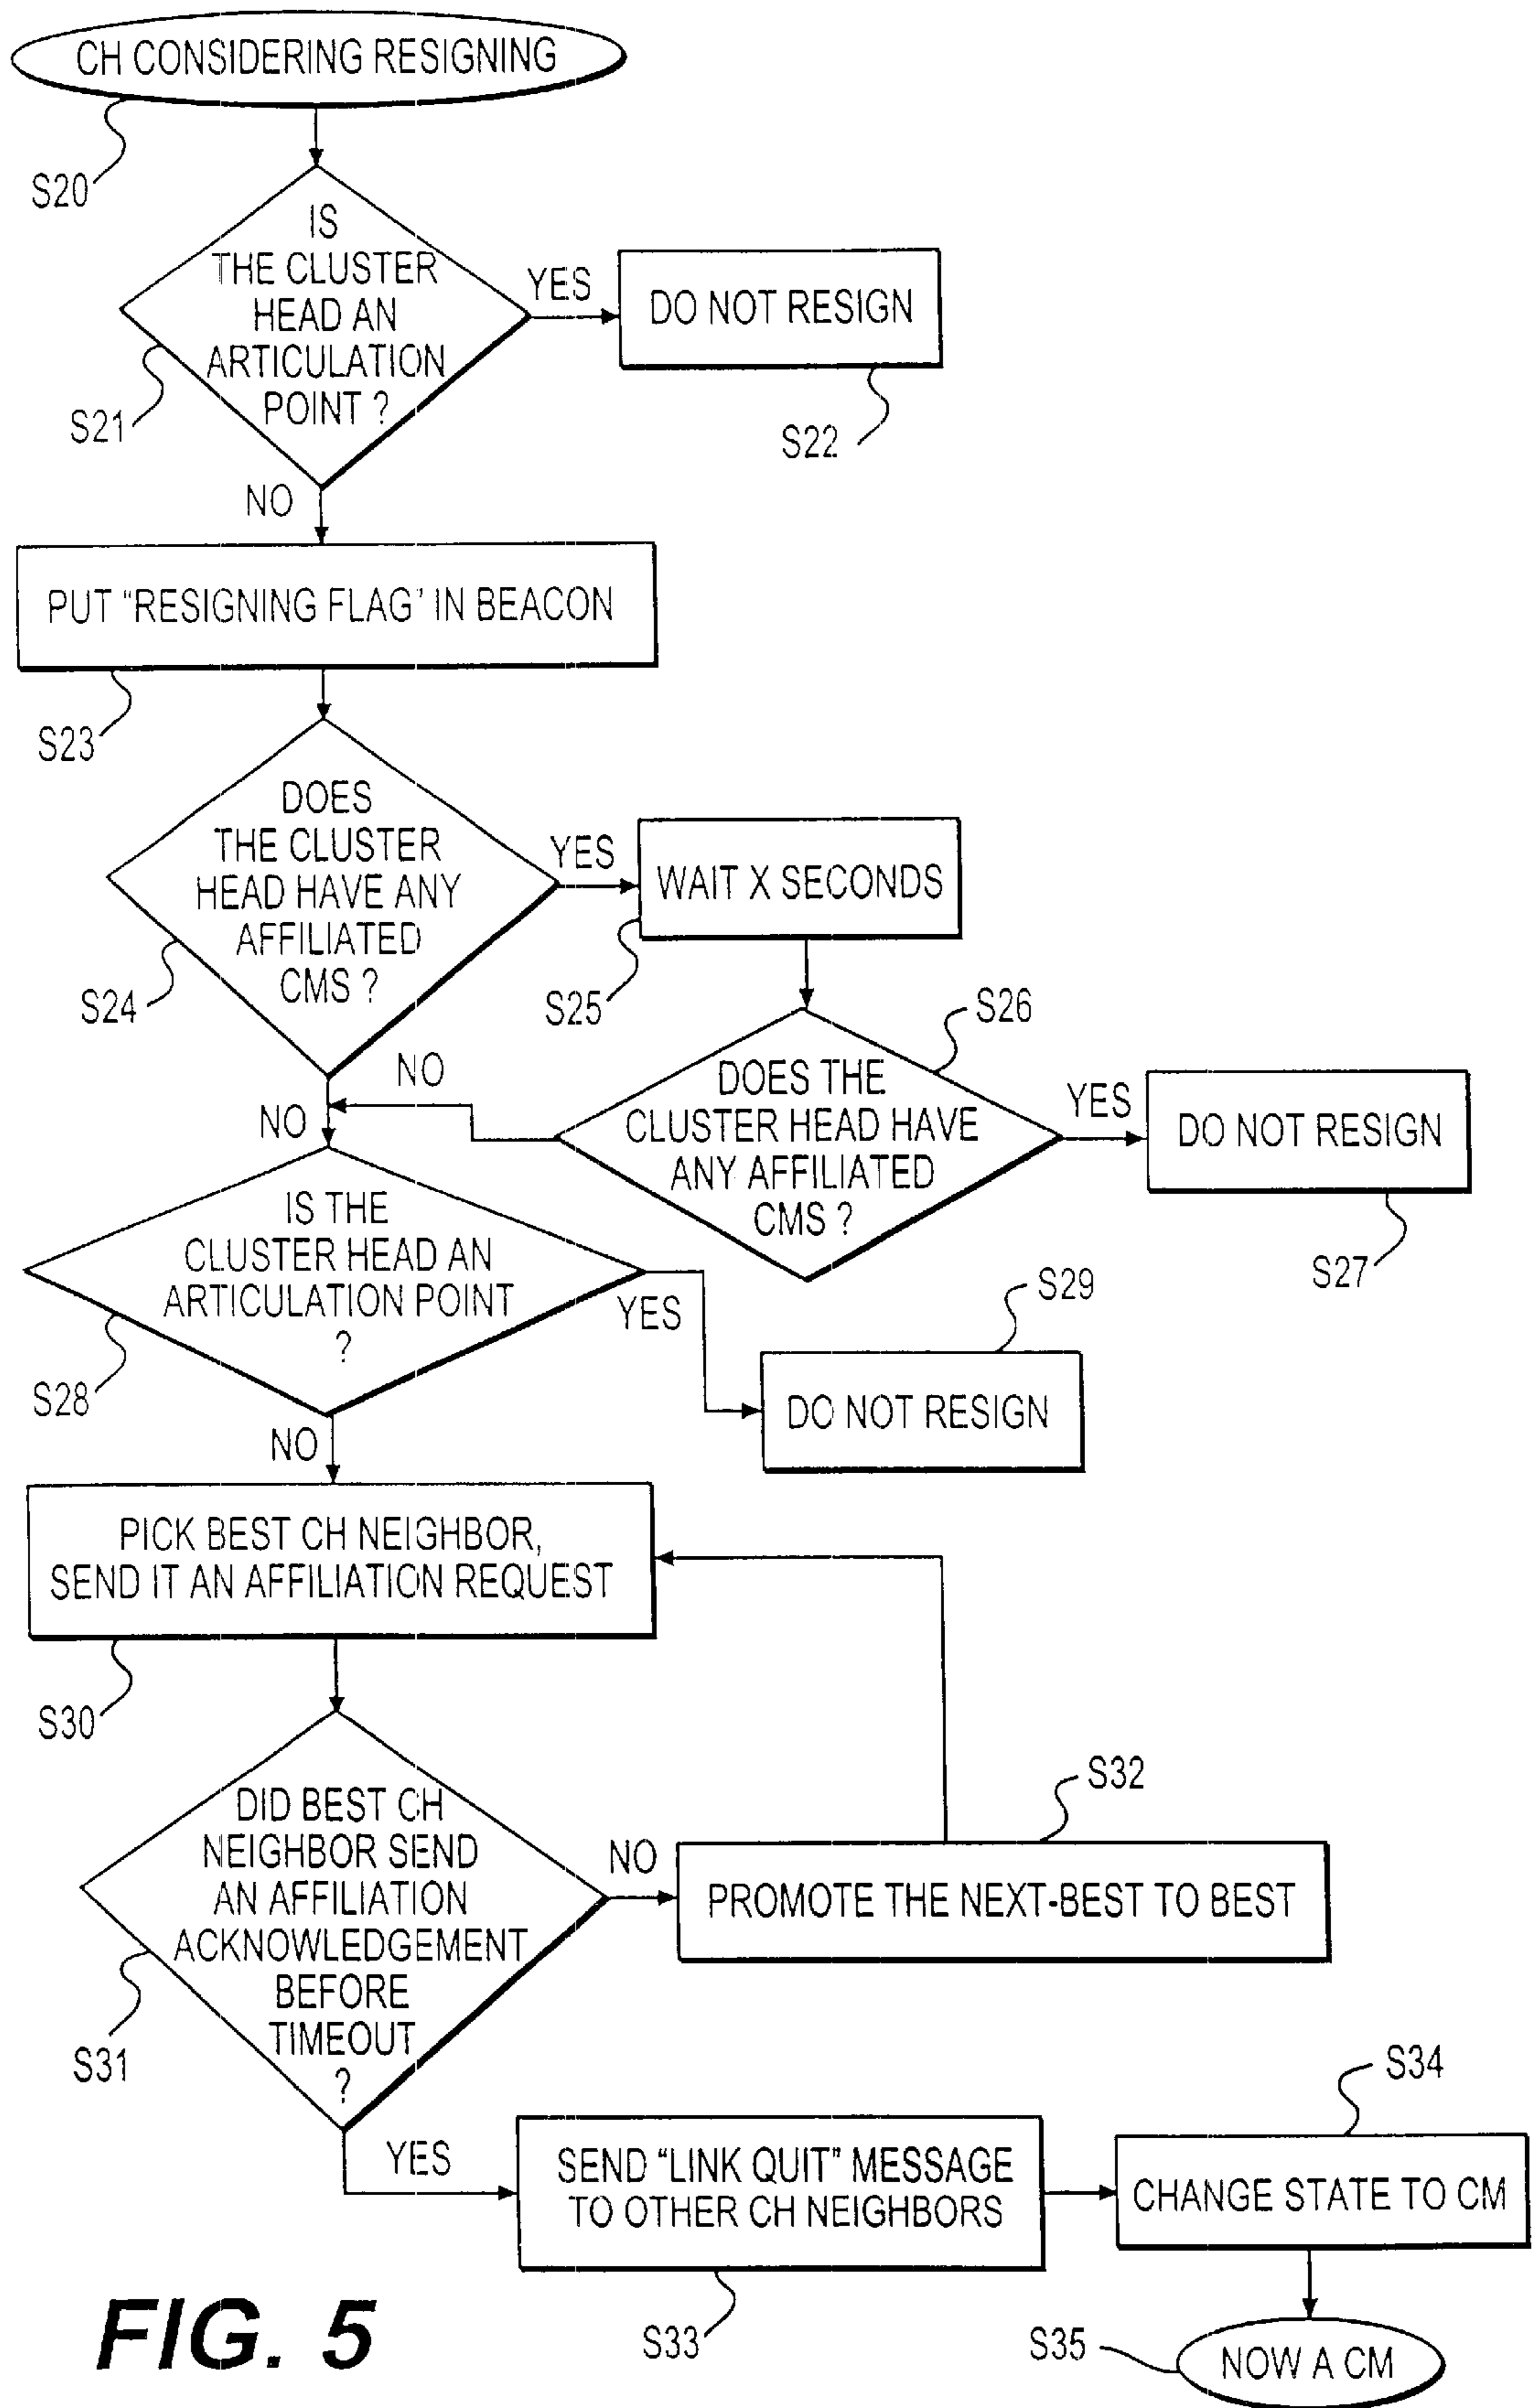 CH CONSIDERING RESIGNING
S20
IS
THE CLUSTER
HEAD AN
ARTICULATION
POINT ?
S21
YES
DO NOT RESIGN
S22
NO
PUT "RESIGNING FLAG" IN BEACON
S23
DOES
THE CLUSTER
HEAD HAVE ANY
AFFILIATED
CMS ?
S24
YES
WAIT X SECONDS
S25
S26
DOES THE
CLUSTER HEAD HAVE
ANY AFFILIATED
CMS ?
NO
NO
YES
DO NOT RESIGN
S27
IS THE
CLUSTER HEAD AN
ARTICULATION POINT
?
S28
YES
S29
DO NOT RESIGN
NO
PICK BEST CH NEIGHBOR,
SEND IT AN AFFILIATION REQUEST
S30
DID BEST CH
NEIGHBOR SEND
AN AFFILIATION
ACKNOWLEDGEMENT
BEFORE
TIMEOUT
?
S31
NO
S32
PROMOTE THE NEXT-BEST TO BEST
YES
SEND "LINK QUIT" MESSAGE
TO OTHER CH NEIGHBORS
S33
S34
CHANGE STATE TO CM
S35
NOW A CM
FIG. 5